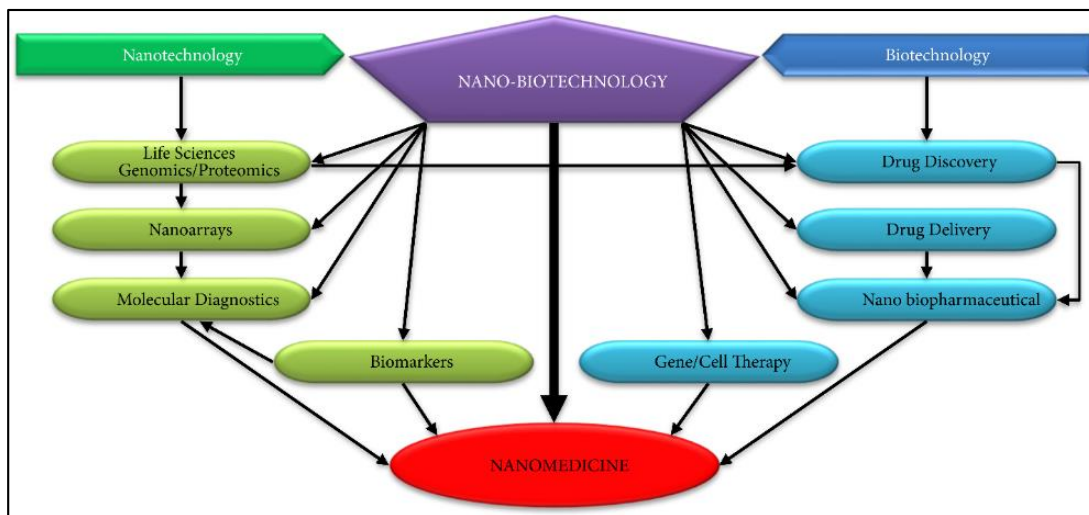 Nanotechnology
NANO-BIOTECHNOLOGY
Biotechnology
Life Sciences
Genomics/Proteomics
Drug Discovery
Nanoarrays
Drug Delivery
Molecular Diagnostics
Nano biopharmaceutical
Biomarkers
Gene/Cell Therapy
NANOMEDICINE